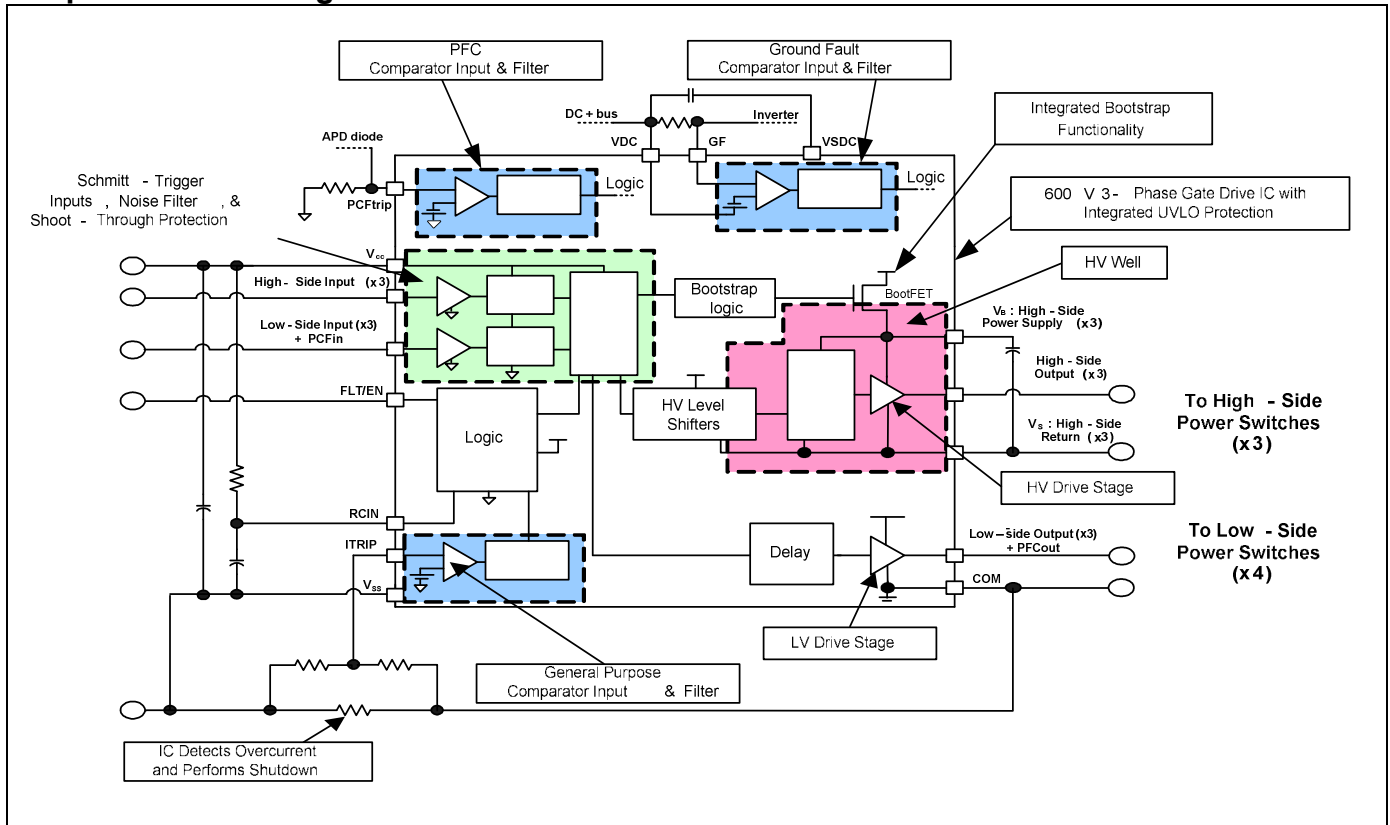 PFC
Comparator Input & Filter
Ground Fault
Comparator Input & Filter
Integrated Bootstrap
Functionality
DC + bus
Inverter
APD diode
VDC
GF
VSDC
Schmitt - Trigger
Inputs , Noise Filter , &
Shoot - Through Protection
PCFtrip
Logic
Logic
600 V 3 - Phase Gate Drive IC with
Integrated UVLO Protection
Vcc
High - Side Input (x3)
HV Well
Bootstrap
logic
BootFET
VB : High - Side
Power Supply (x3)
Low - Side Input (x3)
+ PCFin
High - Side
Output (x3)
FLT/EN
HV Level
Shifters
To High - Side
Power Switches
(x3)
Logic
VS : High - Side
Return (x3)
HV Drive Stage
RCIN
ITRIP
Delay
Low – side Output (x3)
+ PFCout
To Low - Side
Power Switches
(x4)
Vss
COM
LV Drive Stage
General Purpose
Comparator Input & Filter
IC Detects Overcurrent
and Performs Shutdown